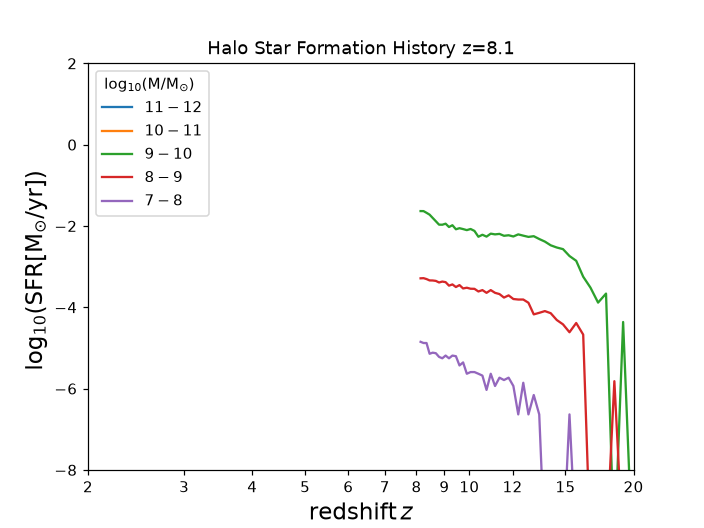 Halo Star Formation History z=8.1
log₁₀(M/M☉)
11 − 12
10 − 11
9 − 10
8 − 9
7 − 8
2
0
−2
−4
−6
−8
log₁₀(SFR[M☉/yr])
2 3 4 5 6 7 8 9 10 12 15 20
redshift z